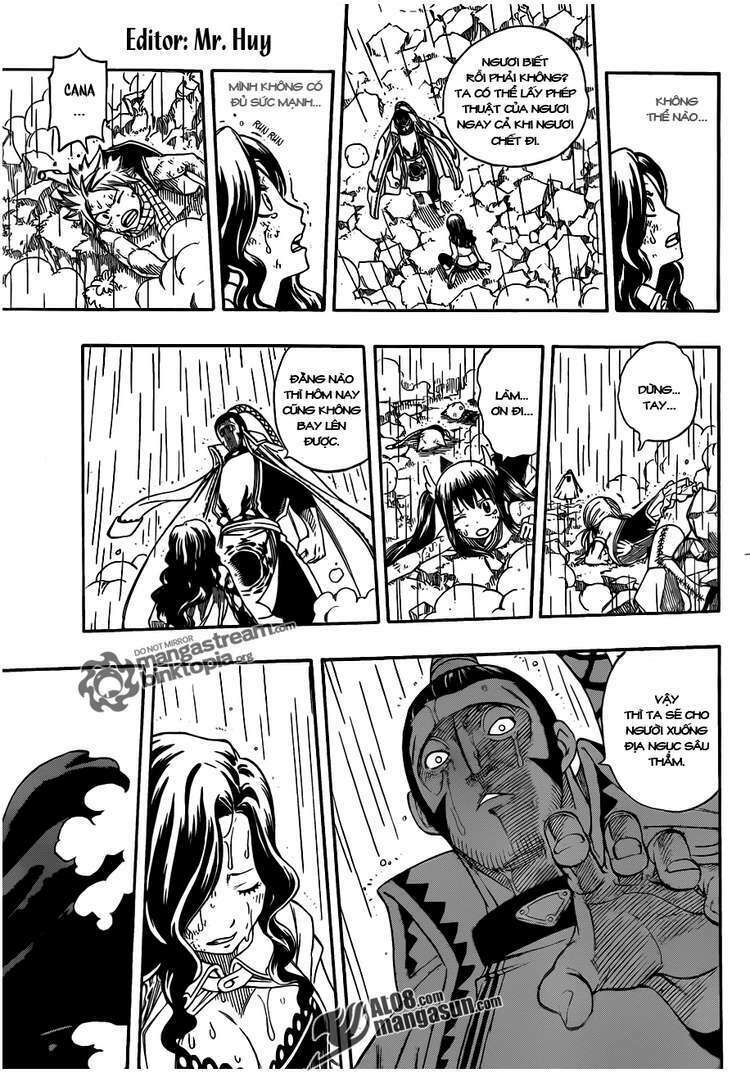 Editor: Mr. Huy
KHÔNG
THỂ NÀO...
NGƯƠI BIẾT
RỒI PHẢI KHÔNG?
TA CÓ THỂ LẤY PHÉP
THUẬT CỦA NGƯƠI
NGAY CẢ KHI NGƯƠI
CHẾT ĐI.
MÌNH KHÔNG CÓ
ĐỦ SỨC MẠNH...
RUN RUN
CANA
...
DỪNG...
TAY...
LÀM...
ƠN ĐI...
ĐẰNG NÀO
THÌ HÔM NAY
CŨNG KHÔNG
BAY LÊN
ĐƯỢC.
VẬY
THÌ TA SẼ CHO
NGƯỜI XUỐNG
ĐỊA NGỤC SÂU
THẲM.
DO NOT MIRROR
mangastream.com
binktopia.org
ALO8.com
mangasun.com